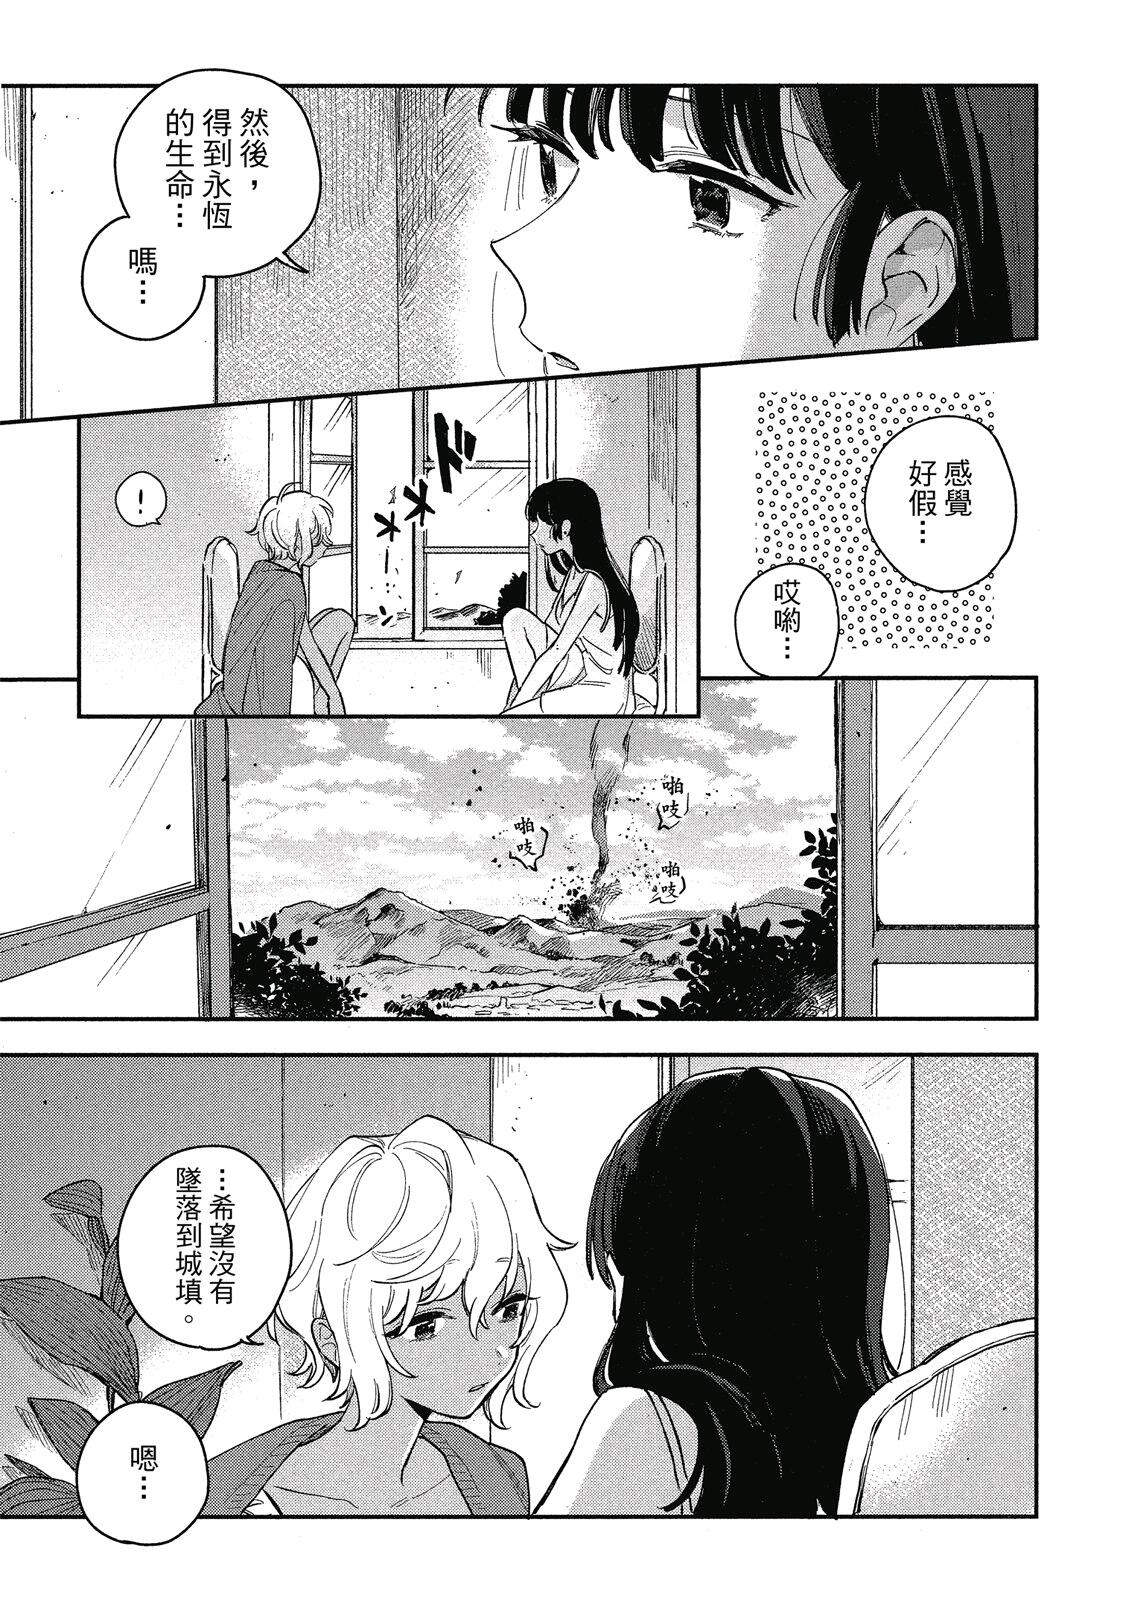 然後，
得到永恆
的生命…
嗎…
感覺
好假…
哎喲…
ドォォー…
！
啪吱
啪吱
啪吱
…希望沒有
墜落到城填。
嗯…